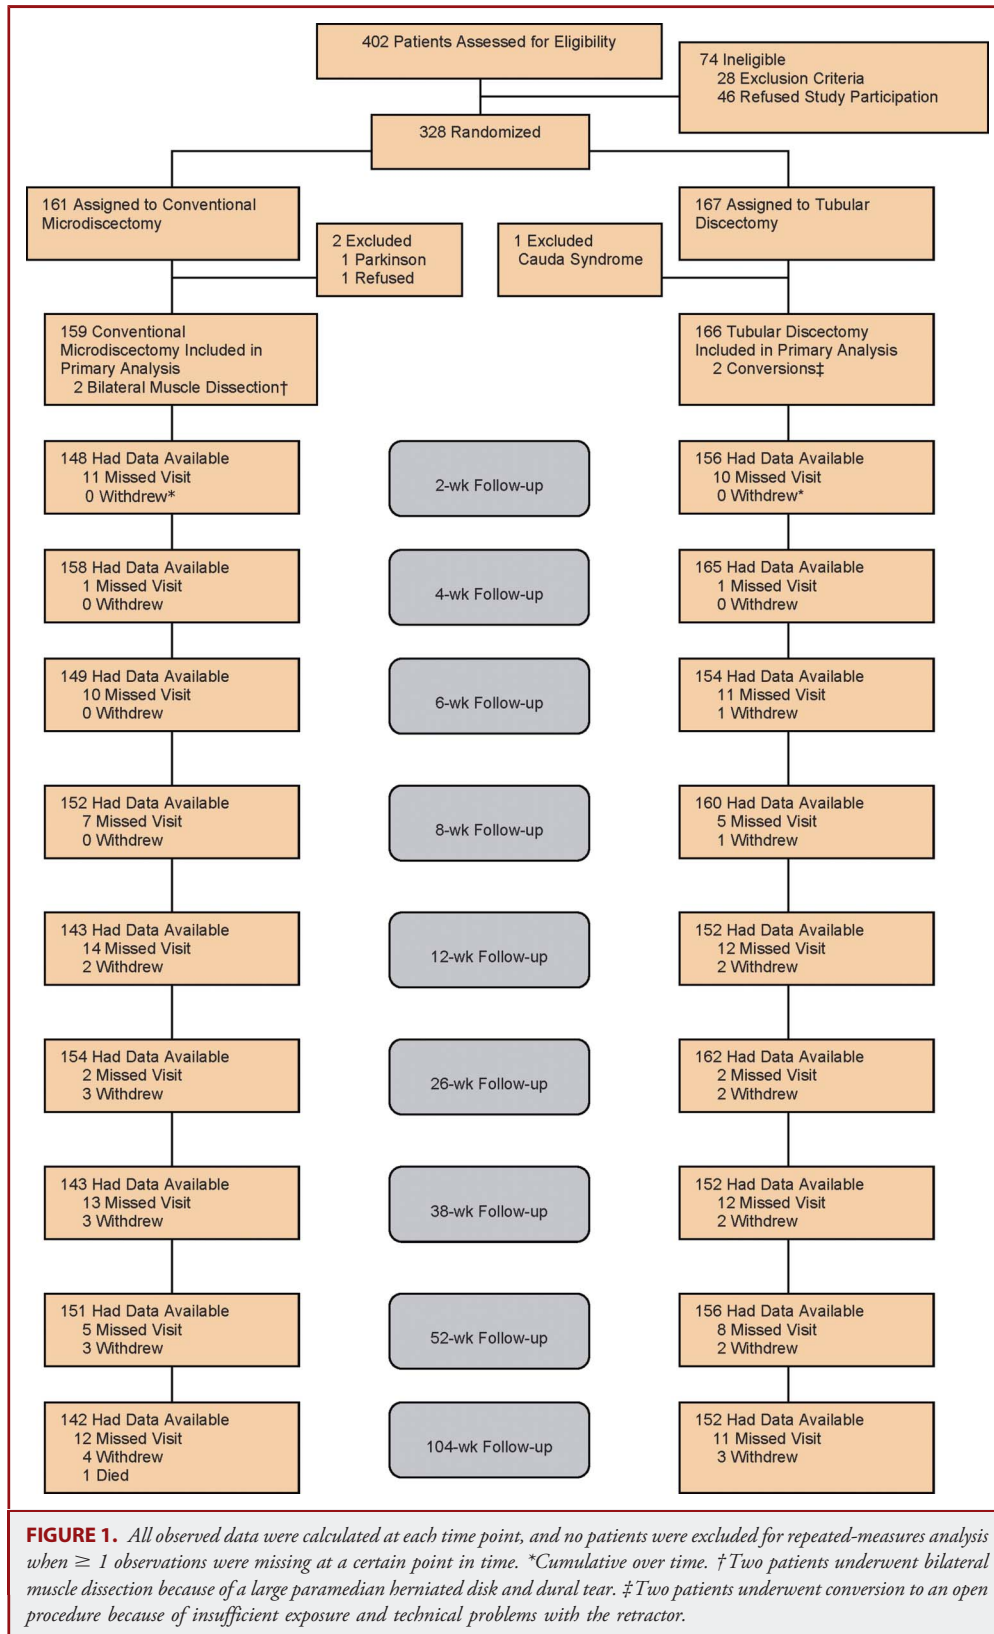 402 Patients Assessed for Eligibility
74 Ineligible
28 Exclusion Criteria
46 Refused Study Participation
328 Randomized
161 Assigned to Conventional
Microdiscectomy
167 Assigned to Tubular
Discectomy
2 Excluded
1 Parkinson
1 Refused
1 Excluded
Cauda Syndrome
159 Conventional
Microdiscectomy Included in
Primary Analysis
2 Bilateral Muscle Dissection†
166 Tubular Discectomy
Included in Primary Analysis
2 Conversions‡
148 Had Data Available
11 Missed Visit
0 Withdrew*
2-wk Follow-up
156 Had Data Available
10 Missed Visit
0 Withdrew*
158 Had Data Available
1 Missed Visit
0 Withdrew
4-wk Follow-up
165 Had Data Available
1 Missed Visit
0 Withdrew
149 Had Data Available
10 Missed Visit
0 Withdrew
6-wk Follow-up
154 Had Data Available
11 Missed Visit
1 Withdrew
152 Had Data Available
7 Missed Visit
0 Withdrew
8-wk Follow-up
160 Had Data Available
5 Missed Visit
1 Withdrew
143 Had Data Available
14 Missed Visit
2 Withdrew
12-wk Follow-up
152 Had Data Available
12 Missed Visit
2 Withdrew
154 Had Data Available
2 Missed Visit
3 Withdrew
26-wk Follow-up
162 Had Data Available
2 Missed Visit
2 Withdrew
143 Had Data Available
13 Missed Visit
3 Withdrew
38-wk Follow-up
152 Had Data Available
12 Missed Visit
2 Withdrew
151 Had Data Available
5 Missed Visit
3 Withdrew
52-wk Follow-up
156 Had Data Available
8 Missed Visit
2 Withdrew
142 Had Data Available
12 Missed Visit
4 Withdrew
1 Died
104-wk Follow-up
152 Had Data Available
11 Missed Visit
3 Withdrew
FIGURE 1. All observed data were calculated at each time point, and no patients were excluded for repeated-measures analysis
when ≥ 1 observations were missing at a certain point in time. *Cumulative over time. †Two patients underwent bilateral
muscle dissection because of a large paramedian herniated disk and dural tear. ‡Two patients underwent conversion to an open
procedure because of insufficient exposure and technical problems with the retractor.